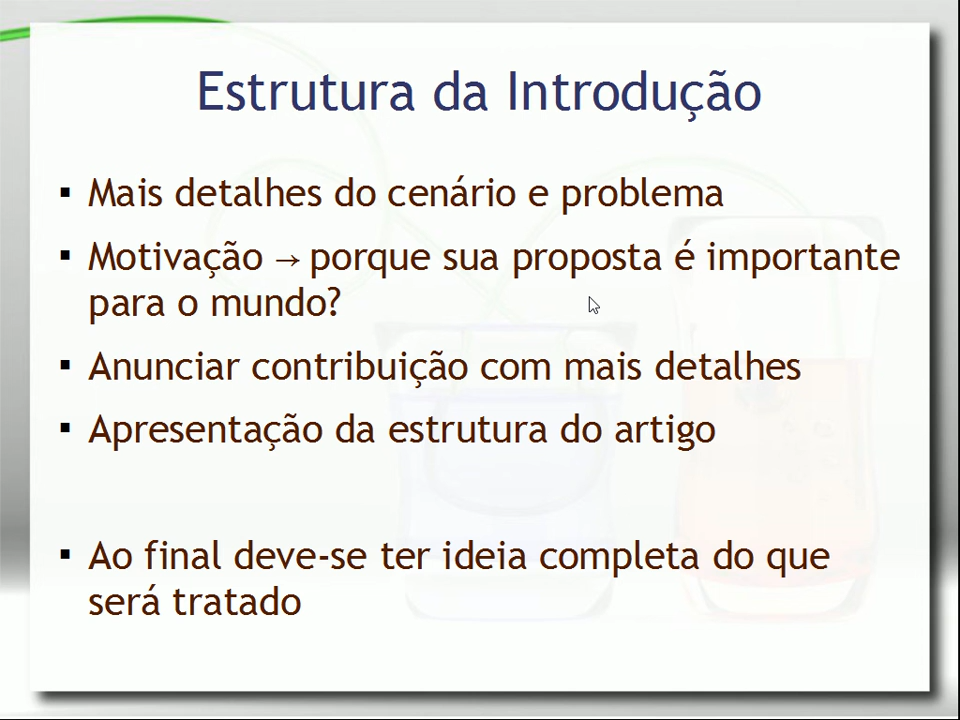 Estrutura da Introdução
▪ Mais detalhes do cenário e problema
▪ Motivação → porque sua proposta é importante
para o mundo?
▪ Anunciar contribuição com mais detalhes
▪ Apresentação da estrutura do artigo
▪ Ao final deve-se ter ideia completa do que
será tratado